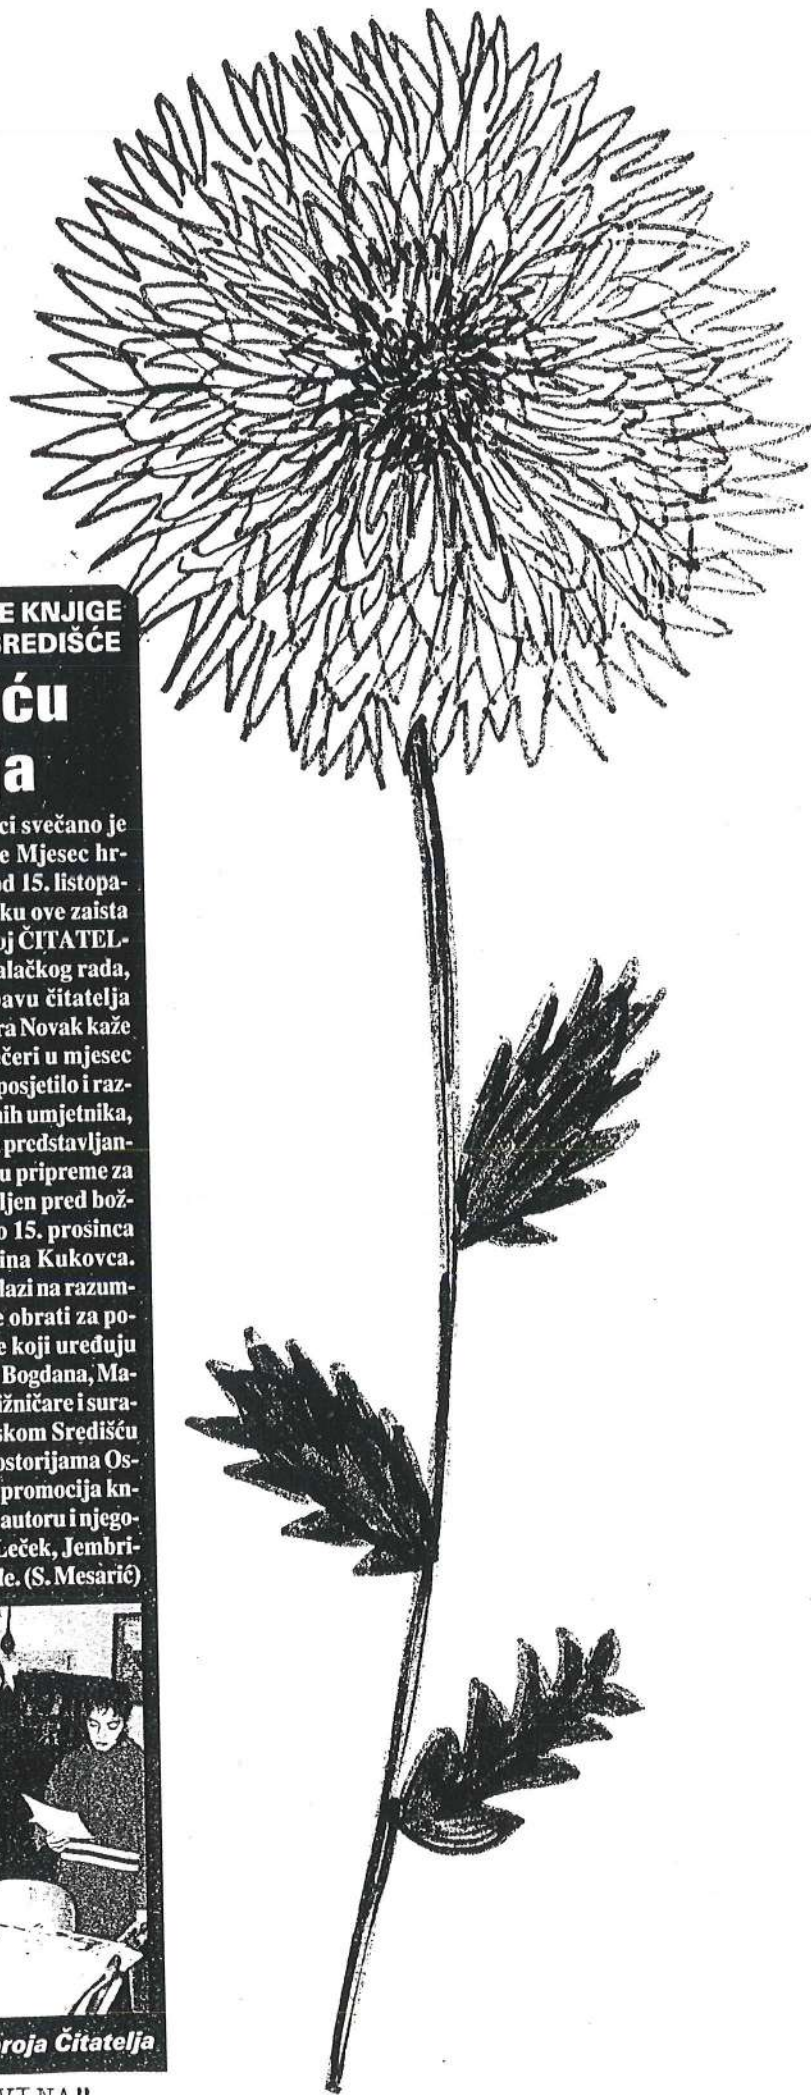 E KNJIGE
SREDIŠĆE
ću
a
ci svečano je
e Mjesec hr-
od 15. listopa-
ku ove zaista
oj ČITATEL-
alačkog rada,
avu čitatelja
ra Novak kaže
ečeri u mjesec
posjetilo i raz-
nih umjetnika,
predstavljan-
u pripreme za
ljen pred bož-
o 15. prosinca
ina Kukovca.
lazi na razum-
e obrati za po-
e koji uređuju
Bogdana, Ma-
ižničare i sura-
skom Središću
ostorijama Os-
promocija kn-
autoru i njego-
Leček, Jembri-
le. (S. Mesarić)
roja Čitatelja